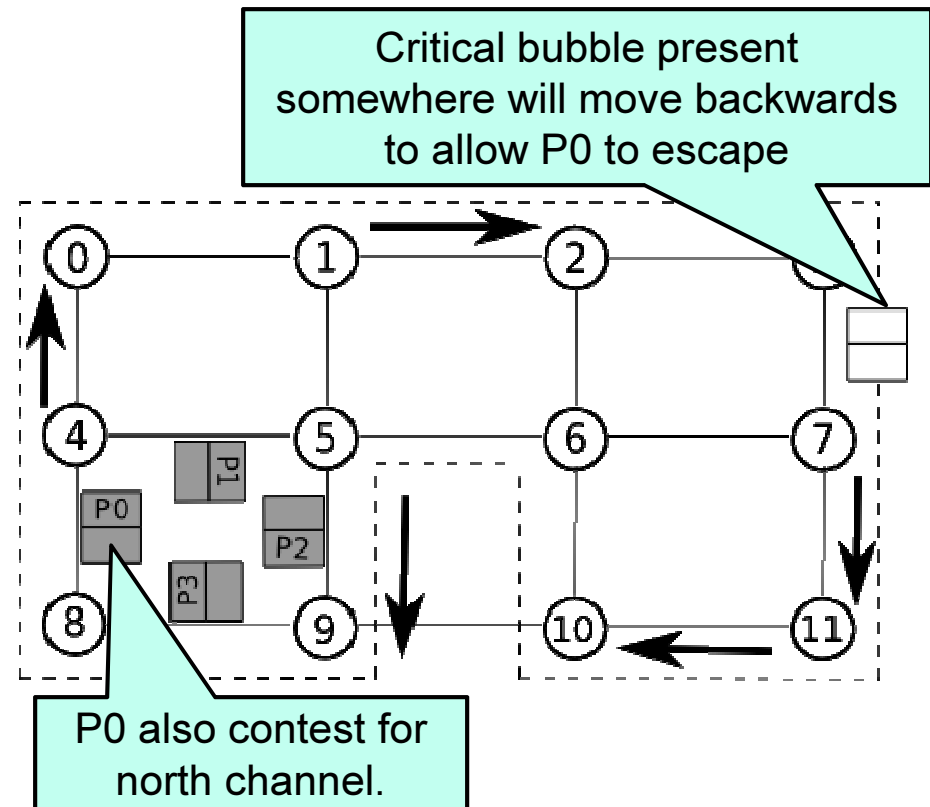 Critical bubble present
somewhere will move backwards
to allow P0 to escape
0
1
2
4
5
6
7
P1
P0
P2
P3
8
9
10
11
P0 also contest for
north channel.